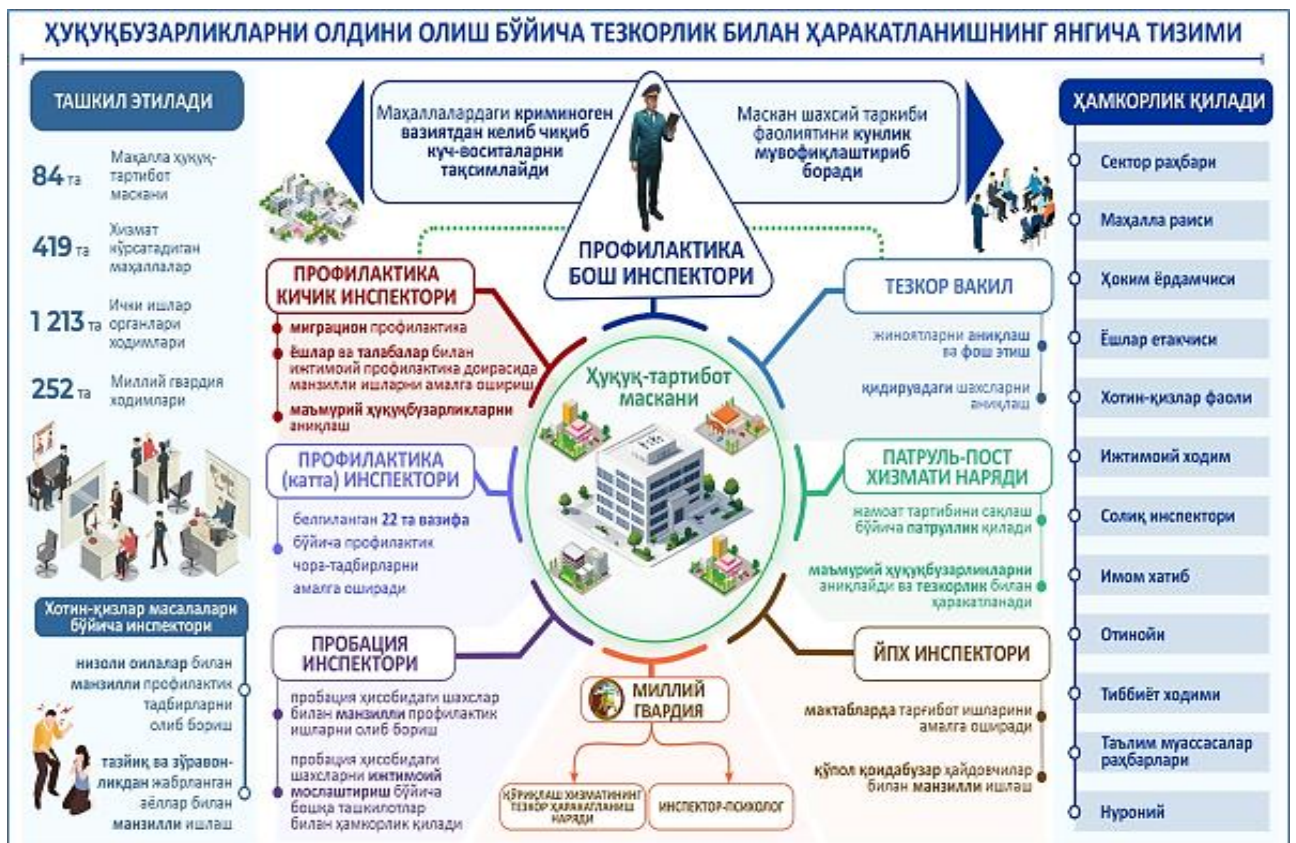 ҲУҚУҚБУЗАРЛИКЛАРНИ ОЛДИНИ ОЛИШ БЎЙИЧА ТЕЗКОРЛИК БИЛАН ҲАРАКАТЛАНИШНИНГ ЯНГИЧА ТИЗИМИ
ТАШКИЛ ЭТИЛАДИ
84 та
Маҳалла ҳуқуқ-
тартибот
маскани
419 та
Хизмат
кўрсатадиган
маҳаллалар
1 213 та
Ички ишлар
органлари
ходимлари
252 та
Миллий гвардия
ходимлари
Хотин-қизлар масалалари
бўйича инспектори
низоли оилалар билан
манзилли профилактик
тадбирларни
олиб бориш
тазйиқ ва зўравон-
ликдан жабрланган
аёллар билан
манзилли ишлаш
Маҳаллалардаги криминоген
вазиятдан келиб чиқиб
куч-воситаларни
тақсимлайди
Маскан шахсий таркиби
фаолиятини кунлик
мувофиқлаштириб
боради
ПРОФИЛАКТИКА
БОШ ИНСПЕКТОРИ
ПРОФИЛАКТИКА
КИЧИК ИНСПЕКТОРИ
миграцион профилактика
ёшлар ва талабалар билан
ижтимоий профилактика доирасида
манзилли ишларни амалга ошириш
маъмурий ҳуқуқбузарликларни
аниқлаш
ПРОФИЛАКТИКА
(катта) ИНСПЕКТОРИ
белгиланган 22 та вазифа
бўйича профилактик
чора-тадбирларни
амалга оширади
ПРОБАЦИЯ
ИНСПЕКТОРИ
пробация ҳисобидаги шахслар
билан манзилли профилактик
ишларни олиб бориш
пробация ҳисобидаги
шахсларни ижтимоий
мослаштириш бўйича
бошқа ташкилотлар
билан ҳамкорлик қилади
Ҳуқуқ-тартибот
маскани
МИЛЛИЙ
ГВАРДИЯ
ҚЎРИҚЛАШ ХИЗМАТИНИНГ
ТЕЗКОР ҲАРАКАТЛАНИШ
НАРЯДИ
ИНСПЕКТОР-ПСИХОЛОГ
ТЕЗКОР ВАКИЛ
жиноятларни аниқлаш
ва фош этиш
қидирувдаги шахсларни
аниқлаш
ПАТРУЛЬ-ПОСТ
ХИЗМАТИ НАРЯДИ
жамоат тартибини сақлаш
бўйича патруллик қилади
маъмурий ҳуқуқбузарликларни
аниқлайди ва тезкорлик билан
ҳаракатланади
ЙПХ ИНСПЕКТОРИ
мактабларда тарғибот ишларини
амалга оширади
қўпол қоидабузар ҳайдовчилар
билан манзилли ишлаш
ҲАМКОРЛИК ҚИЛАДИ
Сектор раҳбари
Маҳалла раиси
Ҳоким ёрдамчиси
Ёшлар етакчиси
Хотин-қизлар фаоли
Ижтимоий ходим
Солиқ инспектори
Имом хатиб
Отинойи
Тиббиёт ходими
Таълим муассасалар
раҳбарлари
Нуроний